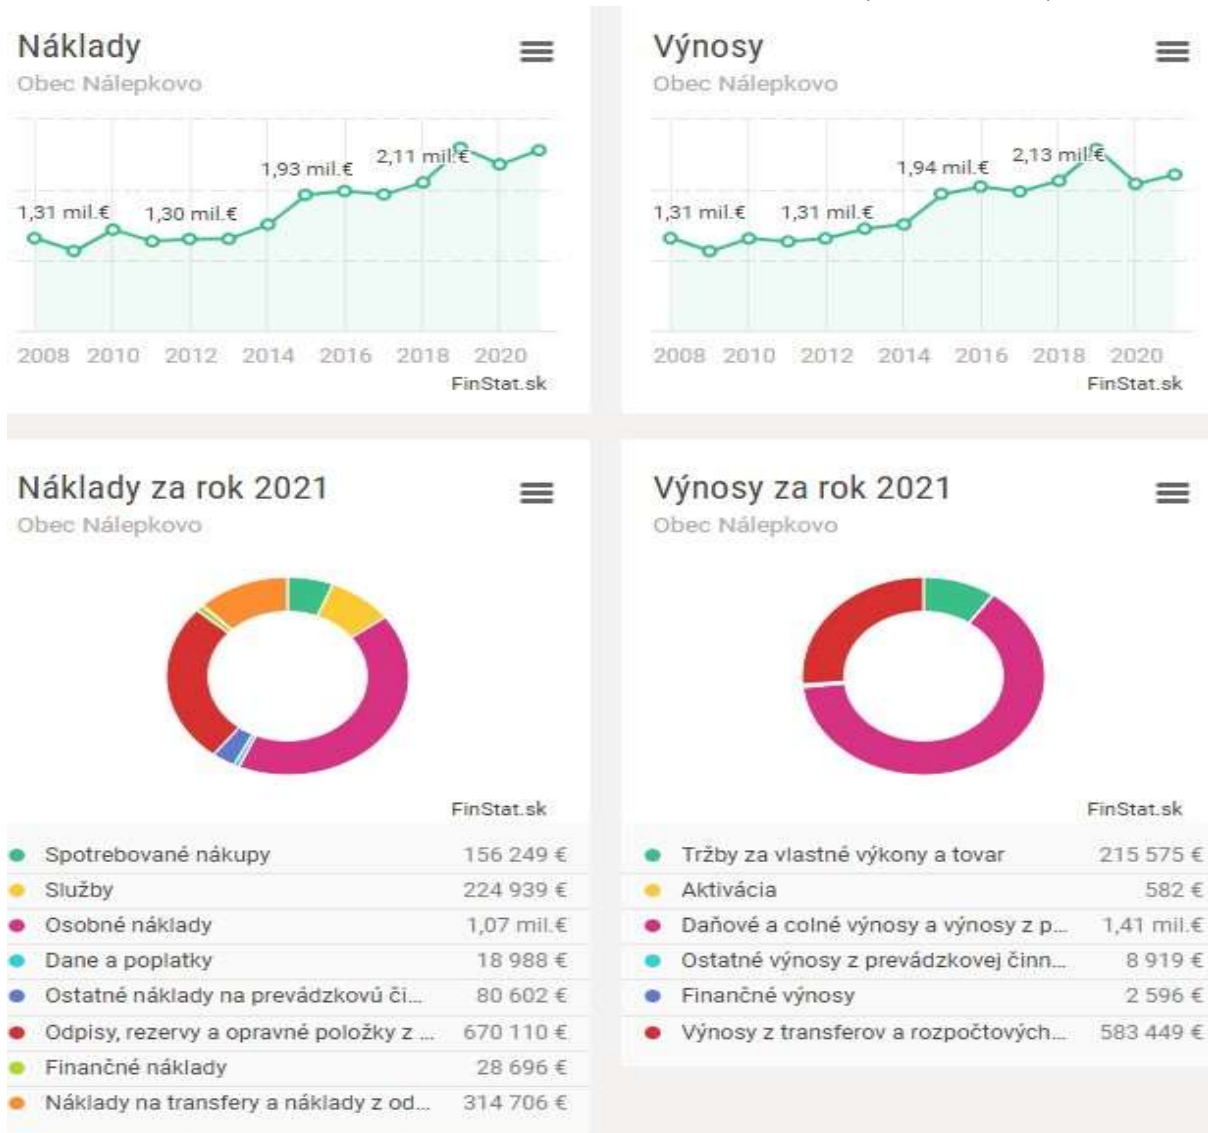 Náklady
Obec Nálepkovo
1,31 mil.€
1,30 mil.€
1,93 mil.€
2,11 mil.€
2008 2010 2012 2014 2016 2018 2020
FinStat.sk
Výnosy
Obec Nálepkovo
1,31 mil.€
1,31 mil.€
1,94 mil.€
2,13 mil.€
2008 2010 2012 2014 2016 2018 2020
FinStat.sk
Náklady za rok 2021
Obec Nálepkovo
FinStat.sk
Spotrebované nákupy 156 249 €
Služby 224 939 €
Osobné náklady 1,07 mil.€
Dane a poplatky 18 988 €
Ostatné náklady na prevádzkovú či... 80 602 €
Odpisy, rezervy a opravné položky z ... 670 110 €
Finančné náklady 28 696 €
Náklady na transfery a náklady z od... 314 706 €
Výnosy za rok 2021
Obec Nálepkovo
FinStat.sk
Tržby za vlastné výkony a tovar 215 575 €
Aktivácia 582 €
Daňové a colné výnosy a výnosy z p... 1,41 mil.€
Ostatné výnosy z prevádzkovej činn... 8 919 €
Finančné výnosy 2 596 €
Výnosy z transferov a rozpočtových... 583 449 €